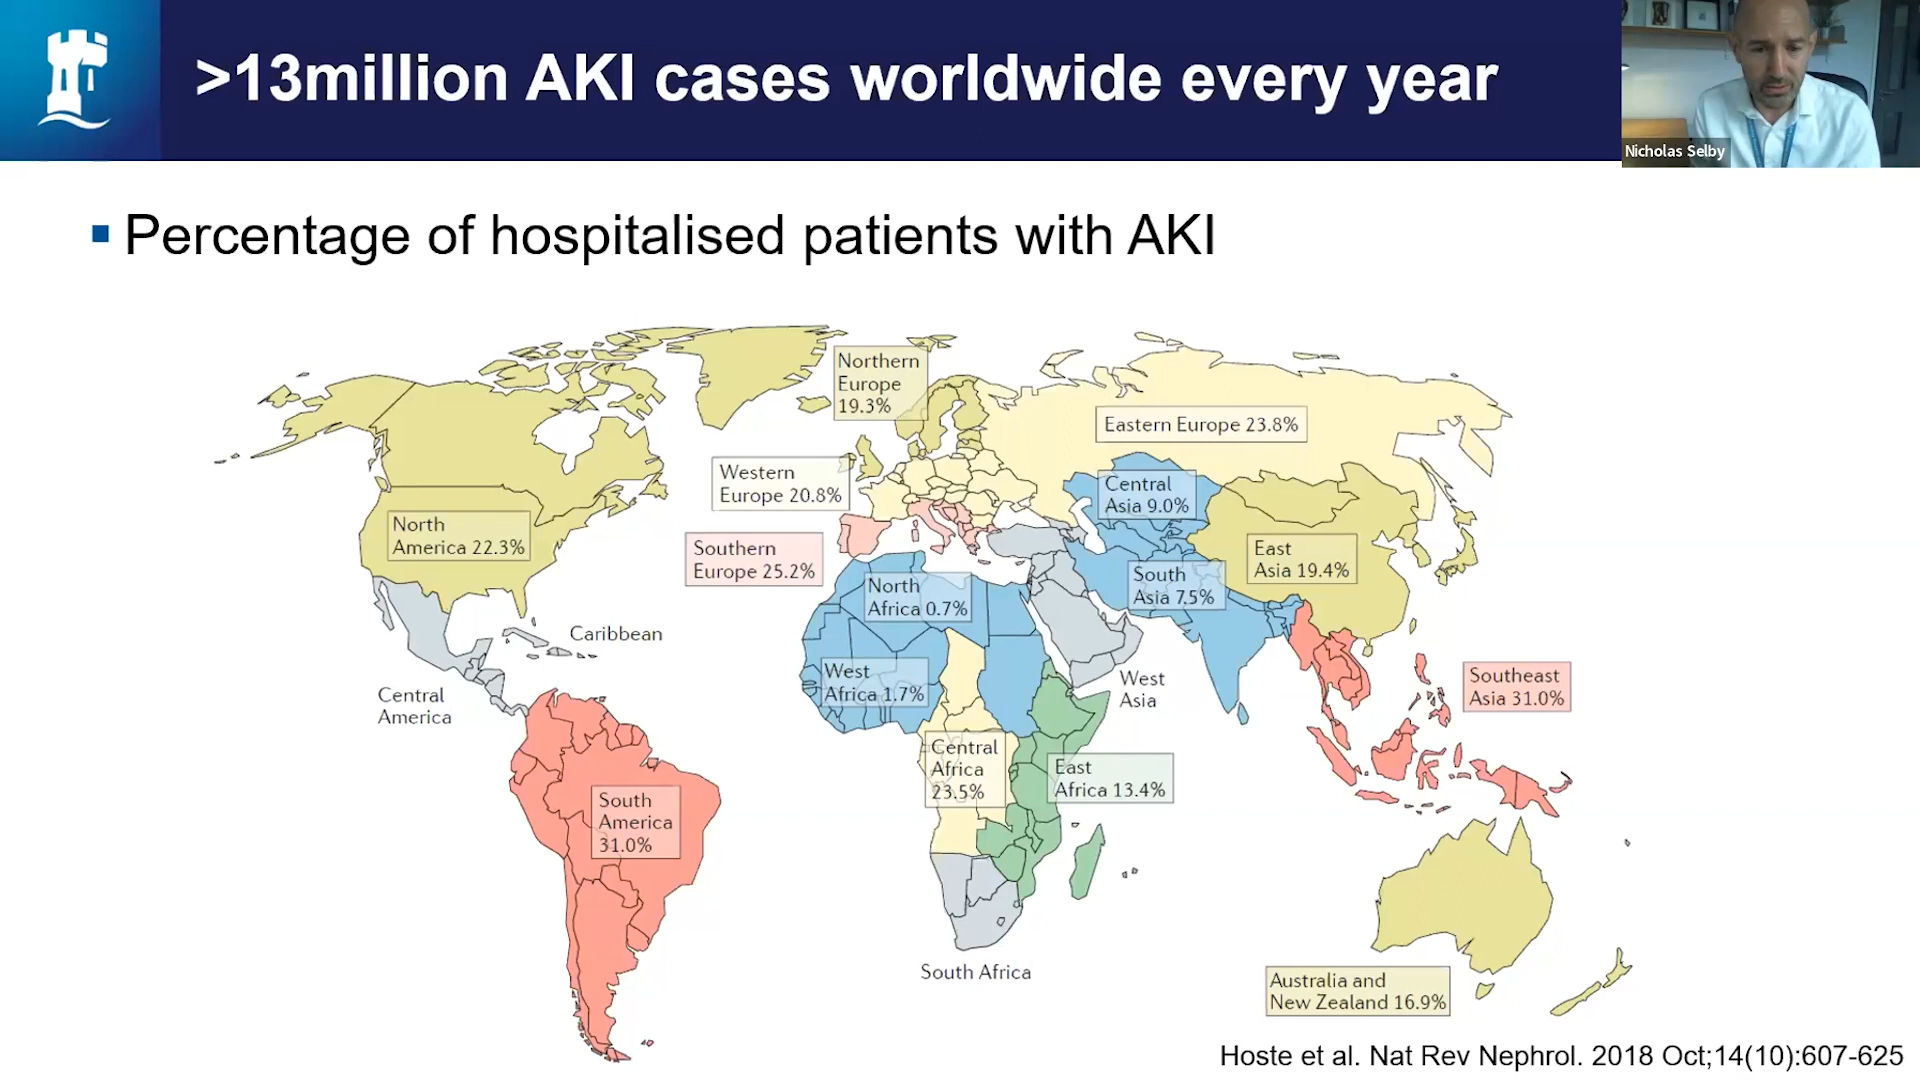 >13million AKI cases worldwide every year
Nicholas Selby
▪ Percentage of hospitalised patients with AKI
Northern
Europe
19.3%
Eastern Europe 23.8%
Western
Europe 20.8%
Central
Asia 9.0%
North
America 22.3%
Southern
Europe 25.2%
East
Asia 19.4%
North
Africa 0.7%
South
Asia 7.5%
Caribbean
West
Africa 1.7%
West
Asia
Southeast
Asia 31.0%
Central
America
Central
Africa
23.5%
East
Africa 13.4%
South
America
31.0%
South Africa
Australia and
New Zealand 16.9%
Hoste et al. Nat Rev Nephrol. 2018 Oct;14(10):607-625